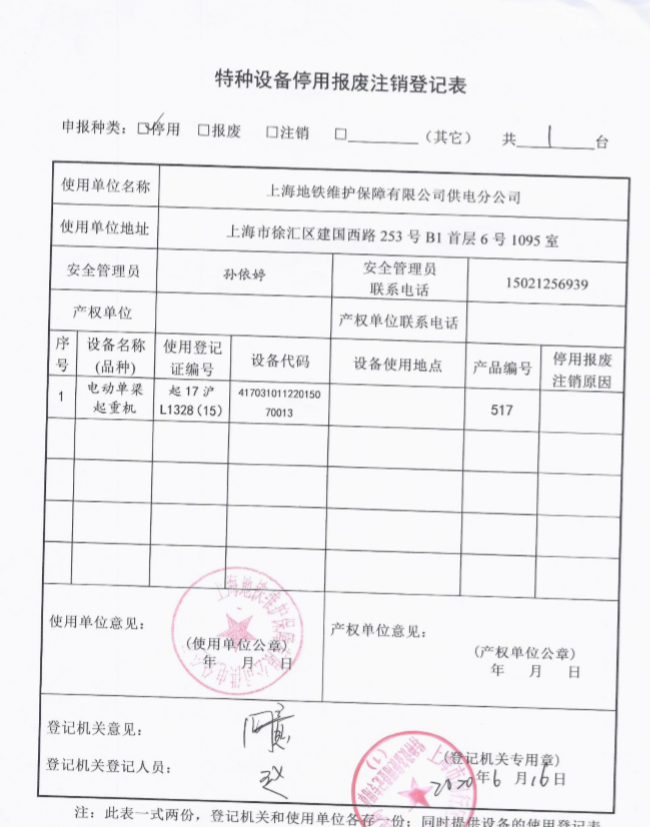 特种设备停用报废注销登记表
申报种类：☑停用 □报废 □注销 □________（其它） 共 1 台
使用单位名称 上海地铁维护保障有限公司供电分公司
使用单位地址 上海市徐汇区建国西路 253 号 B1 首层 6 号 1095 室
安全管理员 孙依婷 安全管理员联系电话 15021256939
产权单位 产权单位联系电话
序号 设备名称(品种) 使用登记证编号 设备代码 设备使用地点 产品编号 停用报废注销原因
1 电动单梁起重机 起 17 沪 L1328（15） 41703101122015070013 517
使用单位意见：
（使用单位公章）
年 月 日
产权单位意见：
（产权单位公章）
年 月 日
登记机关意见：
（登记机关专用章）
登记机关登记人员：
2020 年 6 月 16 日
注：此表一式两份，登记机关和使用单位各存一份；同时提供设备的使用登记表